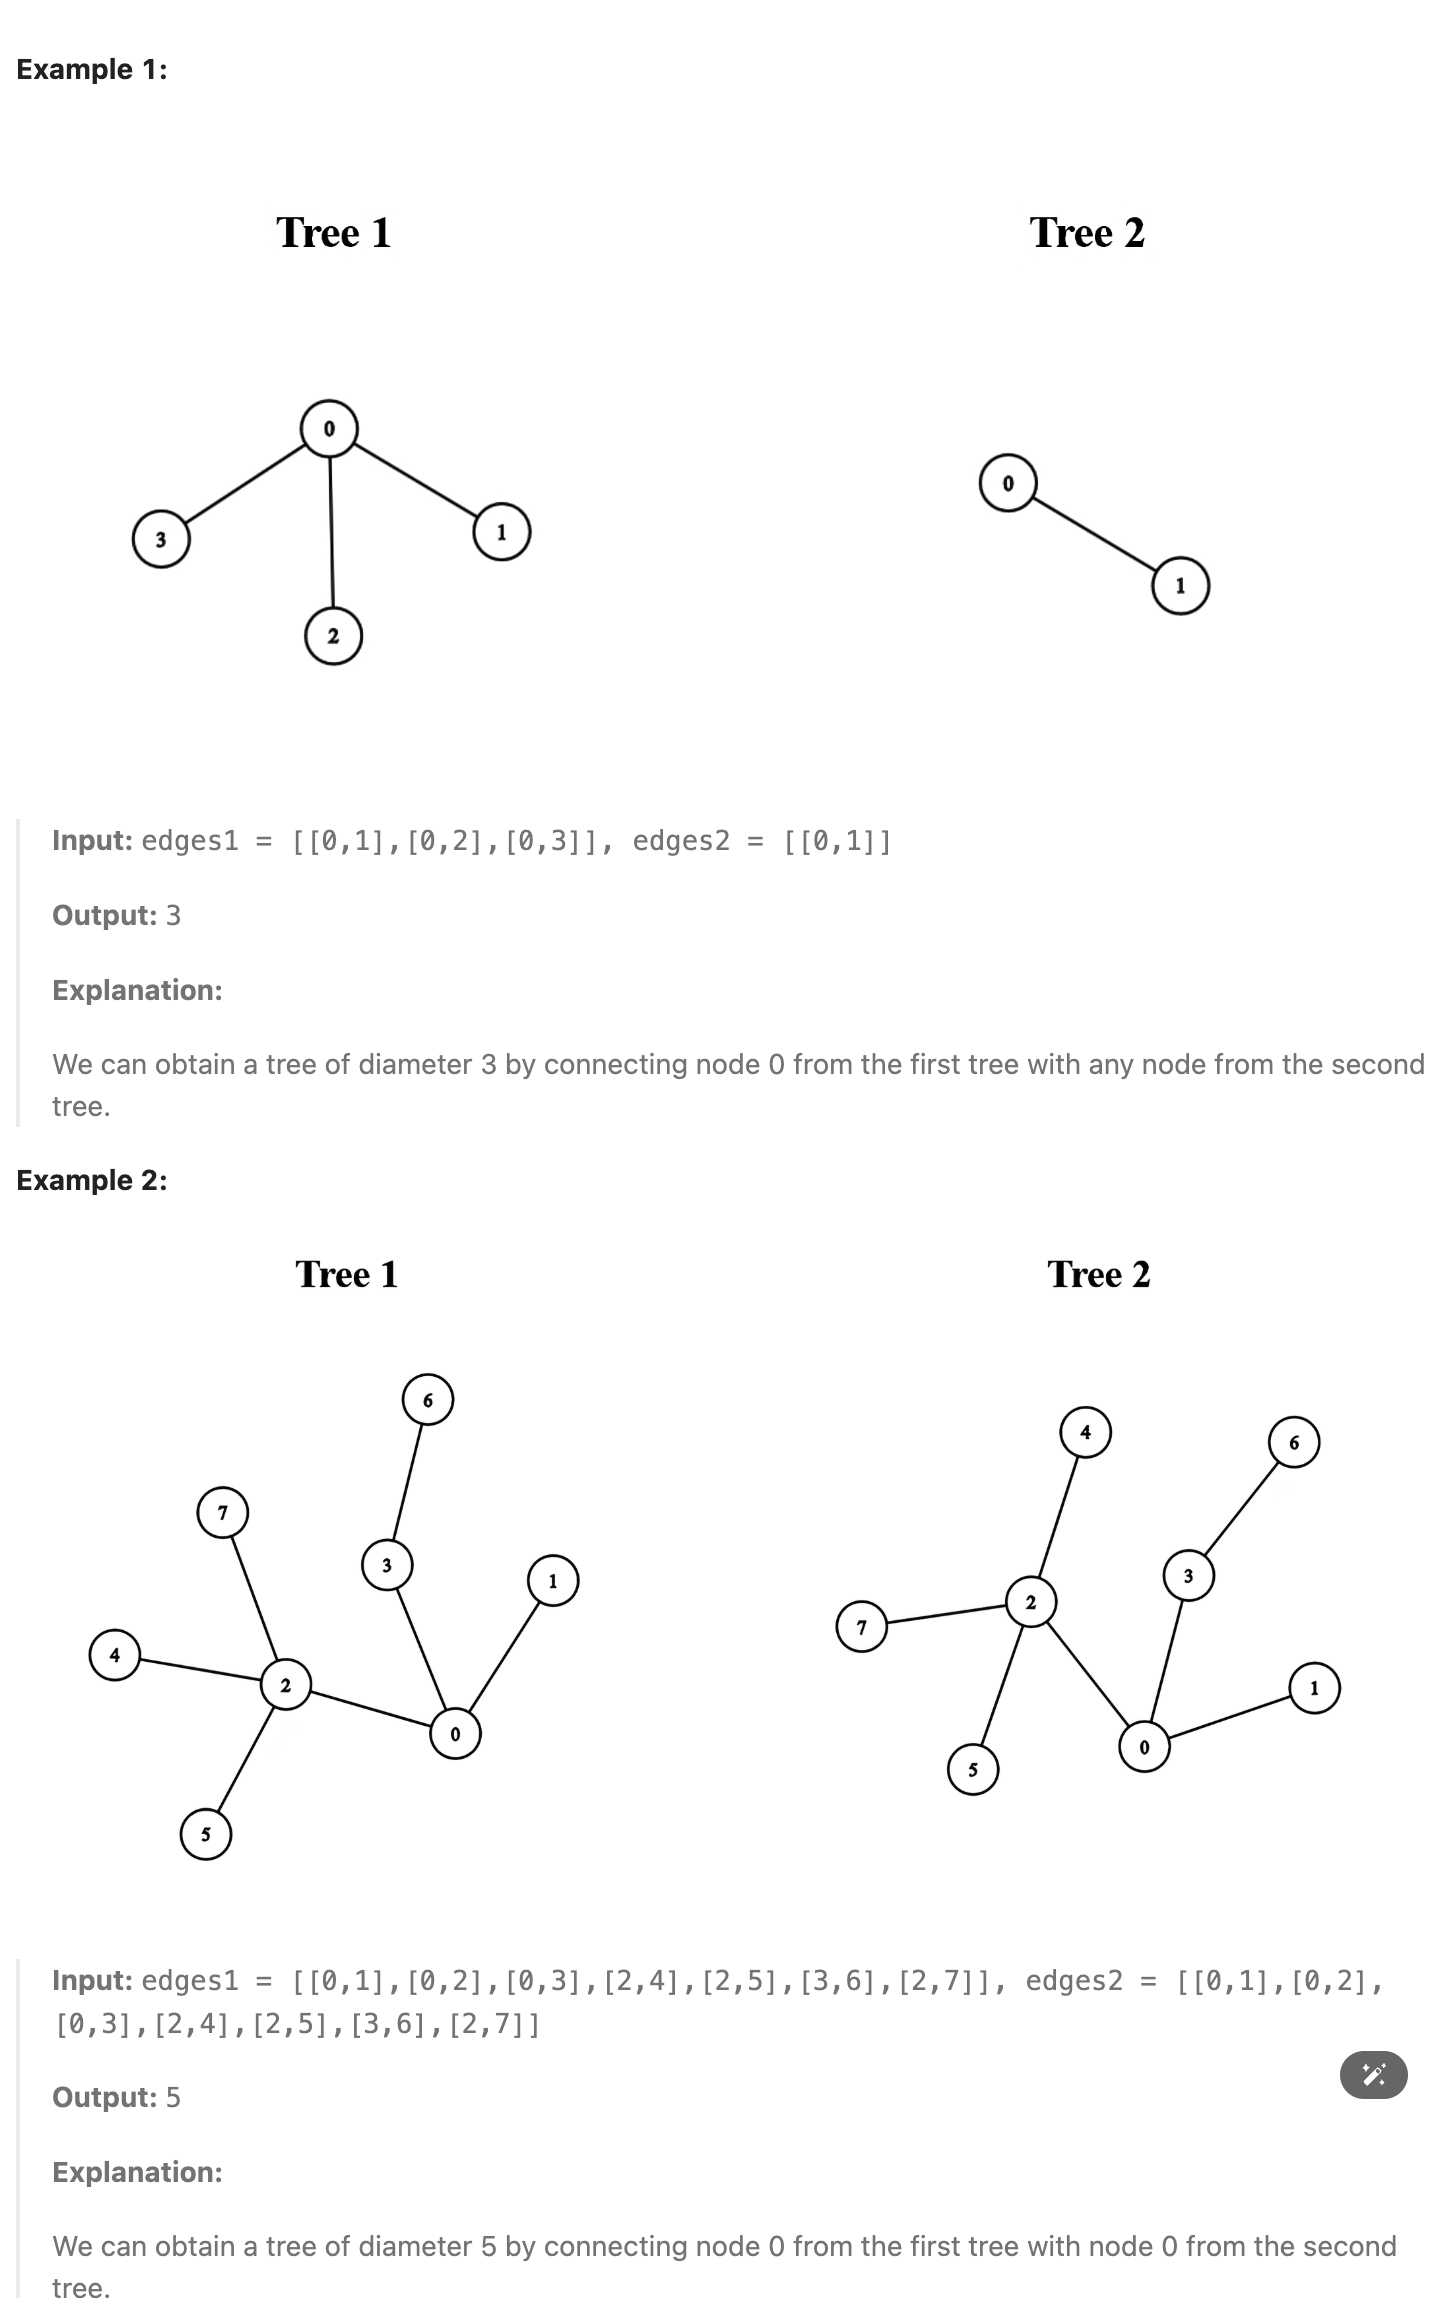 Example 1:
Tree 1 Tree 2
0
0
3 1
1
2
Input: edges1 = [[0,1],[0,2],[0,3]], edges2 = [[0,1]]
Output: 3
Explanation:
We can obtain a tree of diameter 3 by connecting node 0 from the first tree with any node from the second
tree.
Example 2:
Tree 1 Tree 2
6
4
6
7
3
3
1
2
7
4
2
1
0
0
5
5
Input: edges1 = [[0,1],[0,2],[0,3],[2,4],[2,5],[3,6],[2,7]], edges2 = [[0,1],[0,2],
[0,3],[2,4],[2,5],[3,6],[2,7]]
Output: 5
Explanation:
We can obtain a tree of diameter 5 by connecting node 0 from the first tree with node 0 from the second
tree.